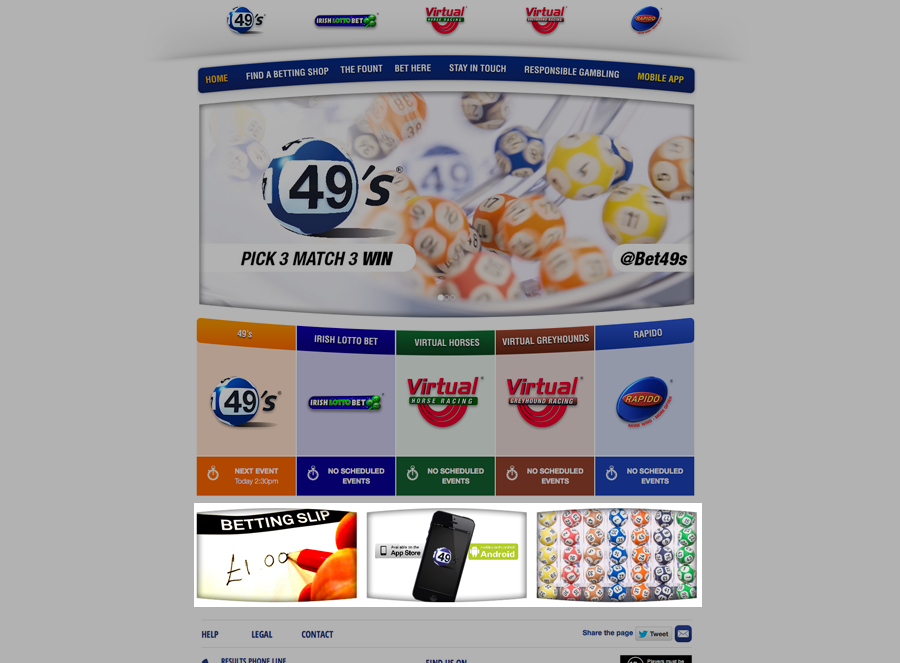 49's
IRISH LOTTO BET
Virtual
HORSE RACING
Virtual
GREYHOUND RACING
RAPIDO
HOME
FIND A BETTING SHOP
THE FOUNT
BET HERE
STAY IN TOUCH
RESPONSIBLE GAMBLING
MOBILE APP
49's®
PICK 3 MATCH 3 WIN
@Bet49s
49's
IRISH LOTTO BET
VIRTUAL HORSES
VIRTUAL GREYHOUNDS
RAPIDO
49's
IRISH LOTTO BET
Virtual
HORSE RACING
Virtual
GREYHOUND RACING
RAPIDO
NEXT EVENT
Today 2:30pm
NO SCHEDULED
EVENTS
NO SCHEDULED
EVENTS
NO SCHEDULED
EVENTS
NO SCHEDULED
EVENTS
BETTING SLIP
£1.00
Available on the
App Store
49
Android
HELP
LEGAL
CONTACT
Share the page
Tweet
RESULTS PHONE LINE
FIND US ON
Players must be